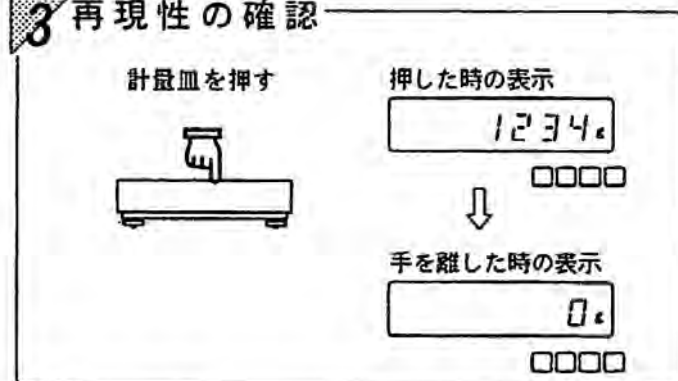 3 再現性の確認
計量皿を押す
押した時の表示
1234g
手を離した時の表示
0g